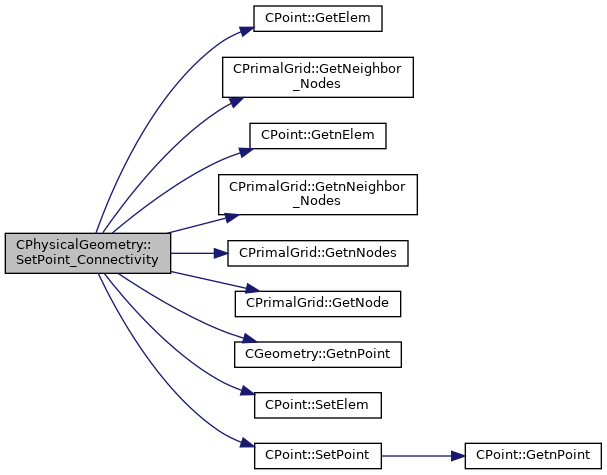 CPoint::GetElem
CPrimalGrid::GetNeighbor
_Nodes
CPoint::GetnElem
CPrimalGrid::GetnNeighbor
_Nodes
CPhysicalGeometry::
SetPoint_Connectivity
CPrimalGrid::GetnNodes
CPrimalGrid::GetNode
CGeometry::GetnPoint
CPoint::SetElem
CPoint::SetPoint
CPoint::GetnPoint